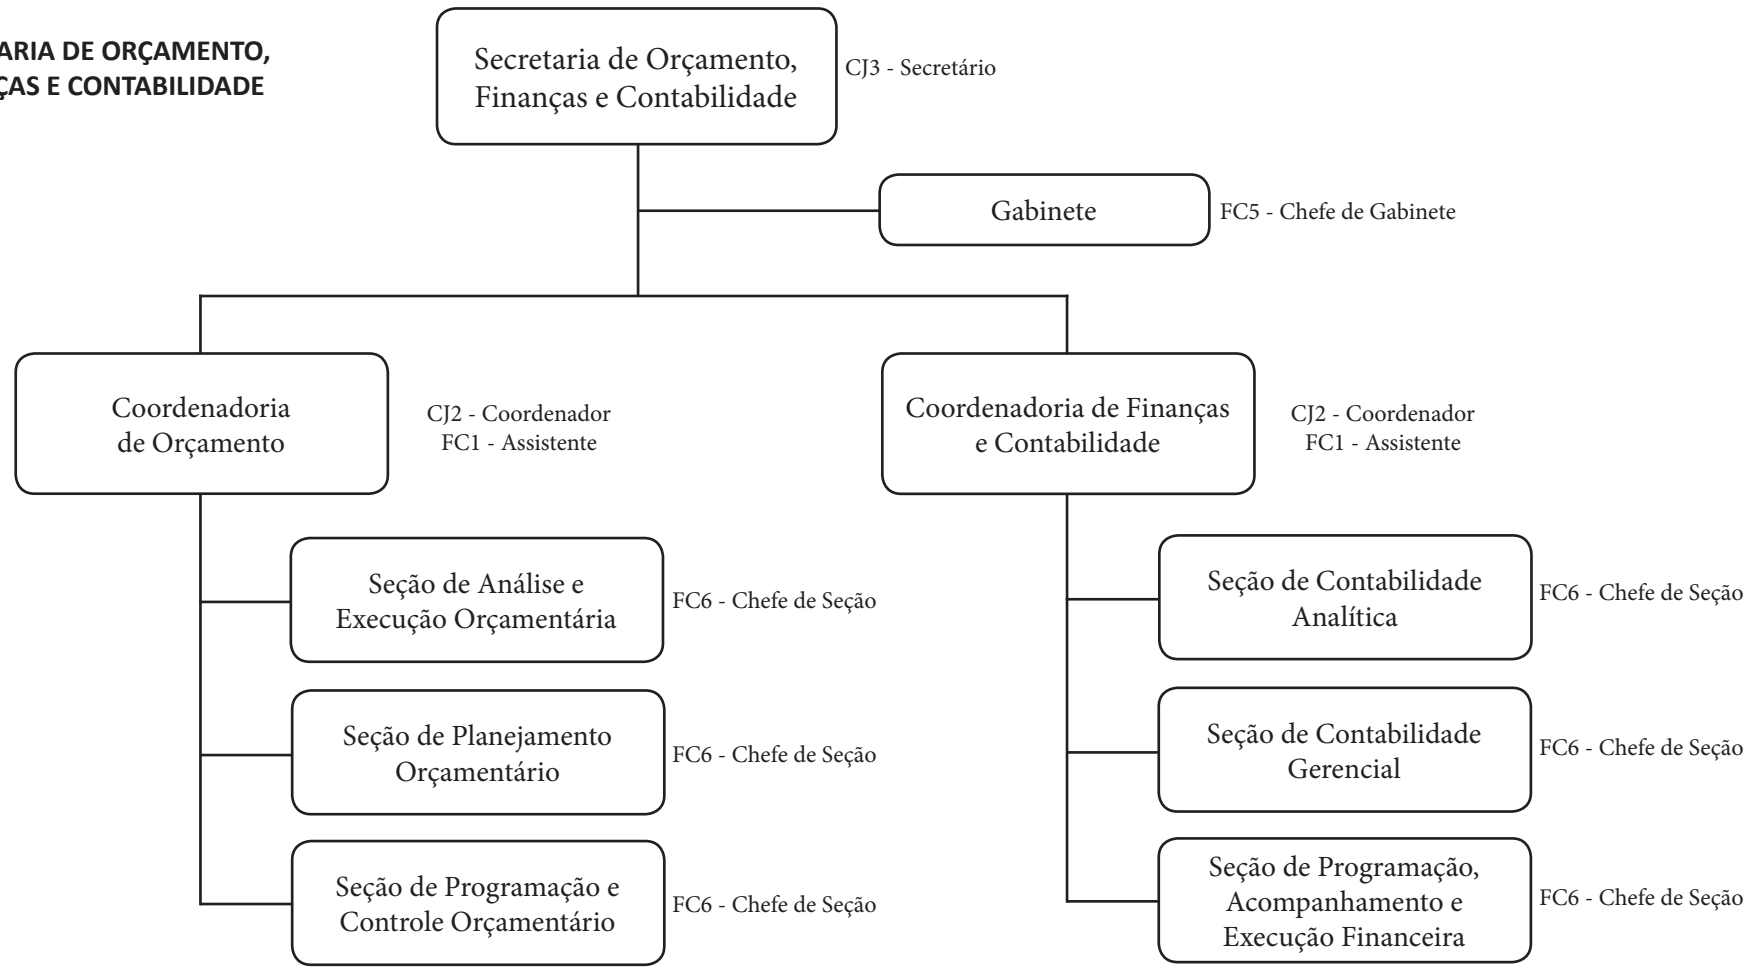 ARIA DE ORÇAMENTO,
ÇAS E CONTABILIDADE
Secretaria de Orçamento,
Finanças e Contabilidade
CJ3 - Secretário
Gabinete
FC5 - Chefe de Gabinete
Coordenadoria
de Orçamento
CJ2 - Coordenador
FC1 - Assistente
Coordenadoria de Finanças
e Contabilidade
CJ2 - Coordenador
FC1 - Assistente
Seção de Análise e
Execução Orçamentária
FC6 - Chefe de Seção
Seção de Planejamento
Orçamentário
FC6 - Chefe de Seção
Seção de Programação e
Controle Orçamentário
FC6 - Chefe de Seção
Seção de Contabilidade
Analítica
FC6 - Chefe de Seção
Seção de Contabilidade
Gerencial
FC6 - Chefe de Seção
Seção de Programação,
Acompanhamento e
Execução Financeira
FC6 - Chefe de Seção